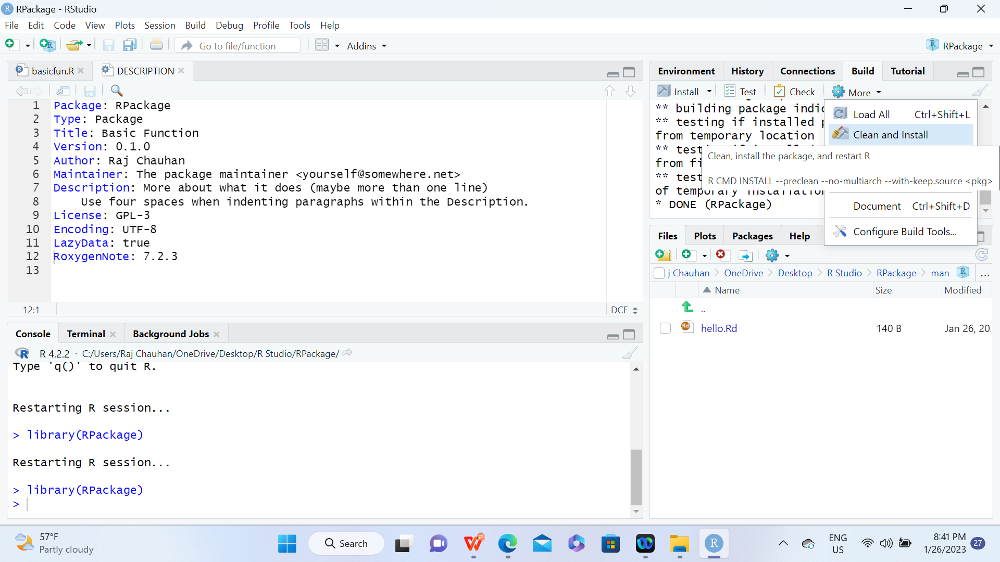 RPackage - RStudio
File Edit Code View Plots Session Build Debug Profile Tools Help
Go to file/function Addins RPackage
basicfun.R DESCRIPTION
1 Package: RPackage
2 Type: Package
3 Title: Basic Function
4 Version: 0.1.0
5 Author: Raj Chauhan
6 Maintainer: The package maintainer <yourself@somewhere.net>
7 Description: More about what it does (maybe more than one line)
8 Use four spaces when indenting paragraphs within the Description.
9 License: GPL-3
10 Encoding: UTF-8
11 LazyData: true
12 RoxygenNote: 7.2.3
13
12:1 DCF
Console Terminal Background Jobs
R 4.2.2 · C:/Users/Raj Chauhan/OneDrive/Desktop/R Studio/RPackage/
Type 'q()' to quit R.
Restarting R session...
> library(RPackage)
Restarting R session...
> library(RPackage)
>
Environment History Connections Build Tutorial
Install Test Check More
** building package indic
** testing if installed p
from temporary location
** test
from fi
** test
of temporary installation
* DONE (RPackage)
Load All Ctrl+Shift+L
Clean and Install
Clean, install the package, and restart R
R CMD INSTALL --preclean --no-multiarch --with-keep.source <pkg>
Document Ctrl+Shift+D
Configure Build Tools...
Files Plots Packages Help
j Chauhan OneDrive Desktop R Studio RPackage man ...
Name Size Modified
..
hello.Rd 140 B Jan 26, 20
57°F
Partly cloudy
Search
ENG
US
8:41 PM
1/26/2023
27